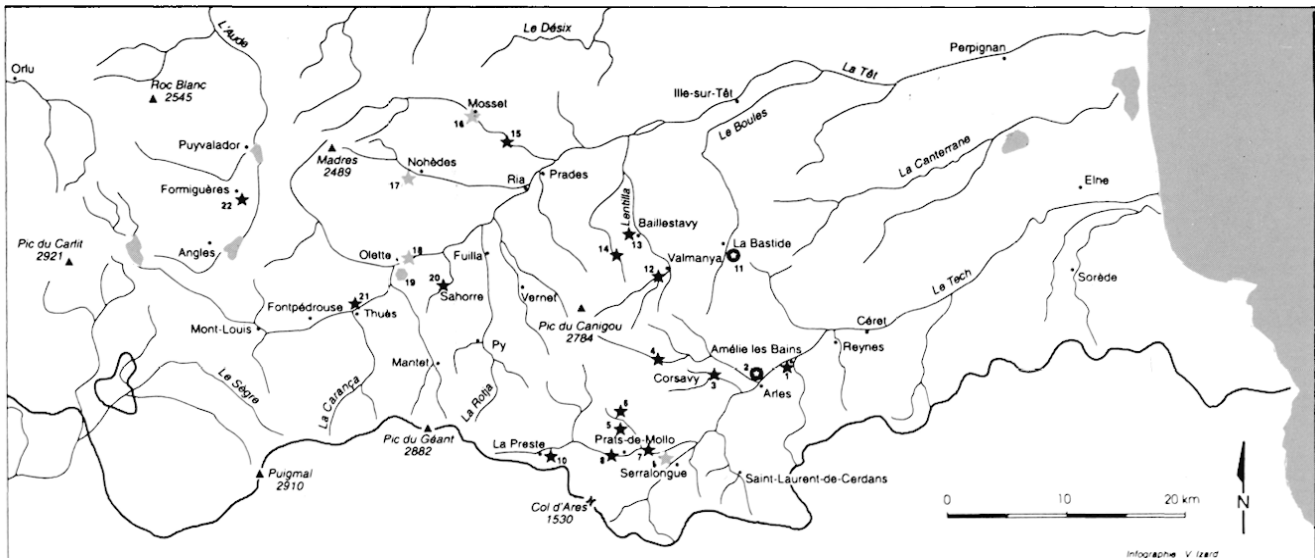 L'Aude
Le Désix
Orlu
Roc Blanc
2545
Perpignan
La Têt
Ille-sur-Têt
Mosset
16
15
Le Boules
Puyvalador
Madres
2489
Nohèdes
17
Ria
Prades
La Canterrane
Formiguères
22
Lentilla
Elne
Baillestavy
13
Pic du Carlit
2921
Angles
Olette
18
Fuilla
14
La Bastide
11
Valmanya
12
19
20
Sahorre
Le Tech
Sorède
21
Fontpédrouse
Thuès
Vernet
Mont-Louis
Pic du Canigou
2784
Céret
Reynes
Py
Mantet
4
Amélie les Bains
Corsavy
3
2
1
Arles
Le Sègre
La Carança
La Rotja
6
5
Pic du Géant
2882
La Preste
10
Prats-de-Mollo
8
7
Serralongue
Puigmal
2910
Saint-Laurent-de-Cerdans
Col d'Ares
1530
0 10 20 km
N
Infographie V. Izard